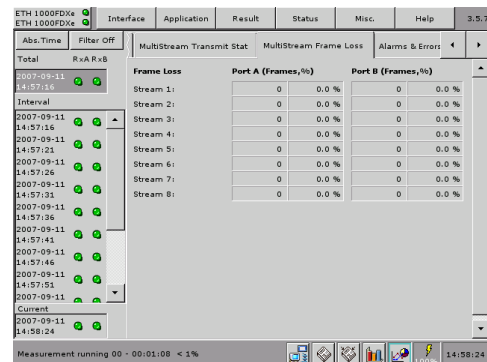 ETH 1000FDXe
ETH 1000FDXe
Interface Application Result Status Misc. Help 3.5.7
Abs.Time Filter Off
MultiStream Transmit Stat MultiStream Frame Loss Alarms & Errors
Total RxA RxB
2007-09-11
14:57:16
Interval
2007-09-11
14:57:16
2007-09-11
14:57:21
2007-09-11
14:57:26
2007-09-11
14:57:31
2007-09-11
14:57:36
2007-09-11
14:57:41
2007-09-11
14:57:46
2007-09-11
14:57:51
2007-09-11
Current
2007-09-11
14:58:24
Frame Loss Port A (Frames,%) Port B (Frames,%)
Stream 1: 0 0.0 % 0 0.0 %
Stream 2: 0 0.0 % 0 0.0 %
Stream 3: 0 0.0 % 0 0.0 %
Stream 4: 0 0.0 % 0 0.0 %
Stream 5: 0 0.0 % 0 0.0 %
Stream 6: 0 0.0 % 0 0.0 %
Stream 7: 0 0.0 % 0 0.0 %
Stream 8: 0 0.0 % 0 0.0 %
Measurement running 00 - 00:01:08 < 1%
100%
14:58:24